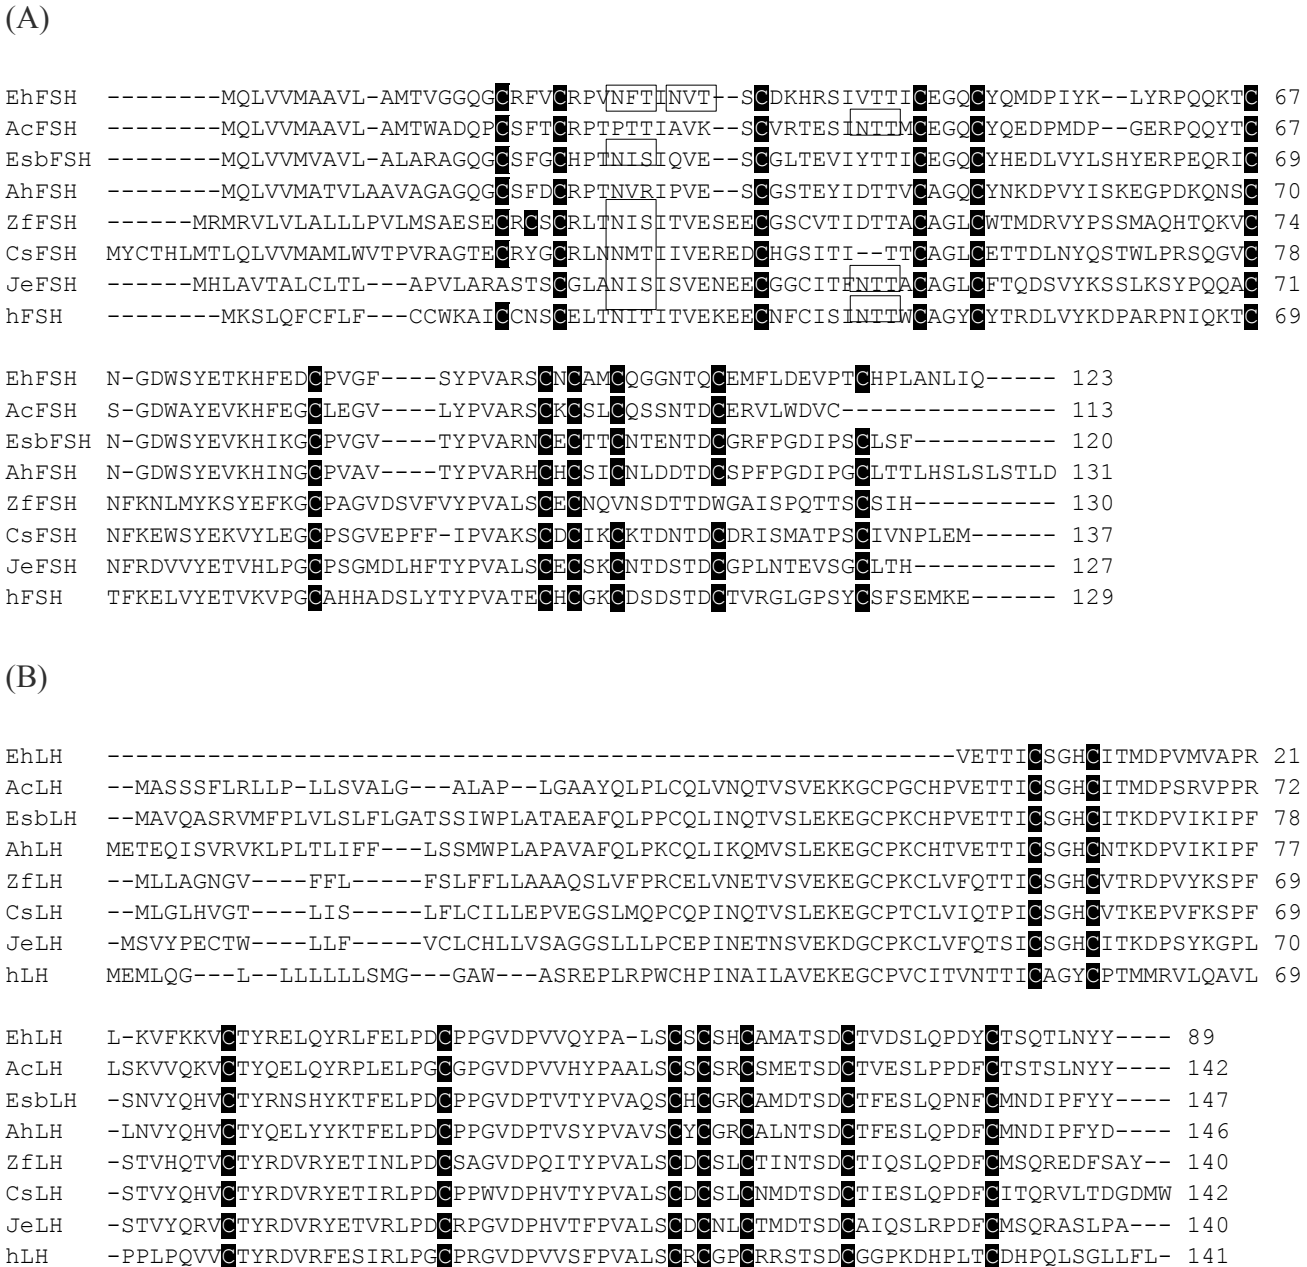 (A)
EhFSH --------MQLVVMAAVL-AMTVGGQGCRFVCRPVNFTINVT--SCDKHRSIVTTICEGQCYQMDPIYK--LYRPQQKTC 67
AcFSH --------MQLVVMAAVL-AMTWADQPCSFTCRPTPTTIAVK--SCVRTESINTTMCEGQCYQEDPMDP--GERPQQYTC 67
EsbFSH --------MQLVVMVAVL-ALARAGQGCSFGCHPTNISIQVE--SCGLTEVIYTTICEGQCYHEDLVYLSHYERPEQRIC 69
AhFSH --------MQLVVMATVLAAVAGAGQGCSFDCRPTNVRIPVE--SCGSTEYIDTTVCAGQCYNKDPVYISKEGPDKQNSC 70
ZfFSH ------MRMRVLVLALLLPVLMSAESECRCSCRLTNISITVESEECGSCVTIDTTACAGLCWTMDRVYPSSMAQHTQKVC 74
CsFSH MYCTHLMTLQLVVMAMLWVTPVRAGTECRYGCRLNNMTIIVEREDCHGSITI--TTCAGLCETTDLNYQSTWLPRSQGVC 78
JeFSH ------MHLAVTALCLTL---APVLARASTSCGLANISISVENEECGGCITFNTTACAGLCFTQDSVYKSSLKSYPQQAC 71
hFSH --------MKSLQFCFLF---CCWKAICCNSCELTNITITVEKEECNFCISINTTWCAGYCYTRDLVYKDPARPNIQKTC 69
EhFSH N-GDWSYETKHFEDCPVGF----SYPVARSCNCAMCQGGNTQCEMFLDEVPTCHPLANLIQ----- 123
AcFSH S-GDWAYEVKHFEGCLEGV----LYPVARSCKCSLCQSSNTDCERVLWDVC--------------- 113
EsbFSH N-GDWSYEVKHIKGCPVGV----TYPVARNCECTTCNTENTDCGRFPGDIPSCLSF---------- 120
AhFSH N-GDWSYEVKHINGCPVAV----TYPVARHCHCSICNLDDTDCSPFPGDIPGCLTTLHSLSLSTLD 131
ZfFSH NFKNLMYKSYEFKGCPAGVDSVFVYPVALSCECNQVNSDTTDWGAISPQTTSCSIH---------- 130
CsFSH NFKEWSYEKVYLEGCPSGVEPFF-IPVAKSCDCIKCKTDNTDCDRISMATPSCIVNPLEM------ 137
JeFSH NFRDVVYETVHLPGCPSGMDLHFTYPVALSCECSKCNTDSTDCGPLNTEVSGCLTH---------- 127
hFSH TFKELVYETVKVPGCAHHADSLYTYPVATECHCGKCDSDSTDCTVRGLGPSYCSFSEMKE------ 129
(B)
EhLH -----------------------------------------------------------VETTICSGHCITMDPVMVAPR 21
AcLH --MASSSFLRLLP-LLSVALG---ALAP--LGAAYQLPLCQLVNQTVSVEKKGCPGCHPVETTICSGHCITMDPSRVPPR 72
EsbLH --MAVQASRVMFPLVLSLFLGATSSIWPLATAEAFQLPPCQLINQTVSLEKEGCPKCHPVETTICSGHCITKDPVIKIPF 78
AhLH METEQISVRVKLPLTLIFF---LSSMWPLAPAVAFQLPKCQLIKQMVSLEKEGCPKCHTVETTICSGHCNTKDPVIKIPF 77
ZfLH --MLLAGNGV----FFL-----FSLFFLLAAAQSLVFPRCELVNETVSVEKEGCPKCLVFQTTICSGHCVTRDPVYKSPF 69
CsLH --MLGLHVGT----LIS-----LFLCILLEPVEGSLMQPCQPINQTVSLEKEGCPTCLVIQTPICSGHCVTKEPVFKSPF 69
JeLH -MSVYPECTW----LLF-----VCLCHLLVSAGGSLLLPCEPINETNSVEKDGCPKCLVFQTSICSGHCITKDPSYKGPL 70
hLH MEMLQG---L-LLLLLLSMG---GAW---ASREPLRPWCHPINAILAVEKEGCPVCITVNTTICAGYCPTMMRVLQAVL 69
EhLH L-KVFKKVCTYRELQYRLFELPDCPPGVDPVVQYPA-LSCSCSHCAMATSDCTVDSLQPDYCTSQTLNYY---- 89
AcLH LSKVVQKVCTYQELQYRPLELPGCGPGVDPVVHYPAALSCSCSRCSMETSDCTVESLPPDFCTSTSLNYY---- 142
EsbLH -SNVYQHVCTYRNSHYKTFELPDCPPGVDPTVTYPVAQSCHCGRCAMDTSDCTFESLQPNFCMNDIPFYY---- 147
AhLH -LNVYQHVCTYQELYYKTFELPDCPPGVDPTVSYPVAVSCYCGRCALNTSDCTFESLQPDFCMNDIPFYD---- 146
ZfLH -STVHQTVCTYRDVRYETINLPDCSAGVDPQITYPVALSCDCSLCTINTSDCTIQSLQPDFCMSQREDFSAY-- 140
CsLH -STVYQHVCTYRDVRYETIRLPDCPPWVDPHVTYPVALSCDCSLCNMDTSDCTIESLQPDFCITQRVLTDGDMW 142
JeLH -STVYQRVCTYRDVRYETVRLPDCRPGVDPHVTFPVALSCDCNLCTMDTSDCAIQSLRPDFCMSQRASLPA--- 140
hLH -PPLPQVVCTYRDVRFESIRLPGCPRGVDPVVSFPVALSCRCGPCRRSTSDCGGPKDHPLTCDHPQLSGLLFL- 141